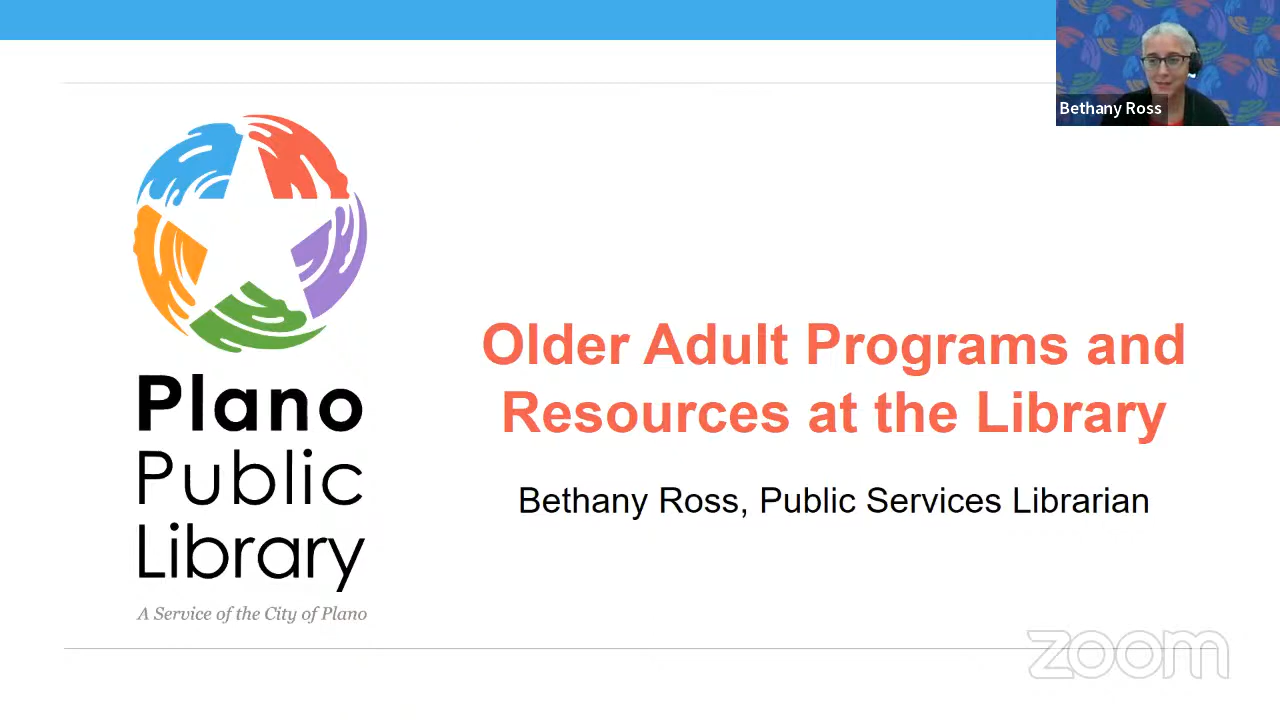 Bethany Ross
Plano
Public
Library
A Service of the City of Plano
Older Adult Programs and
Resources at the Library
Bethany Ross, Public Services Librarian
zoom